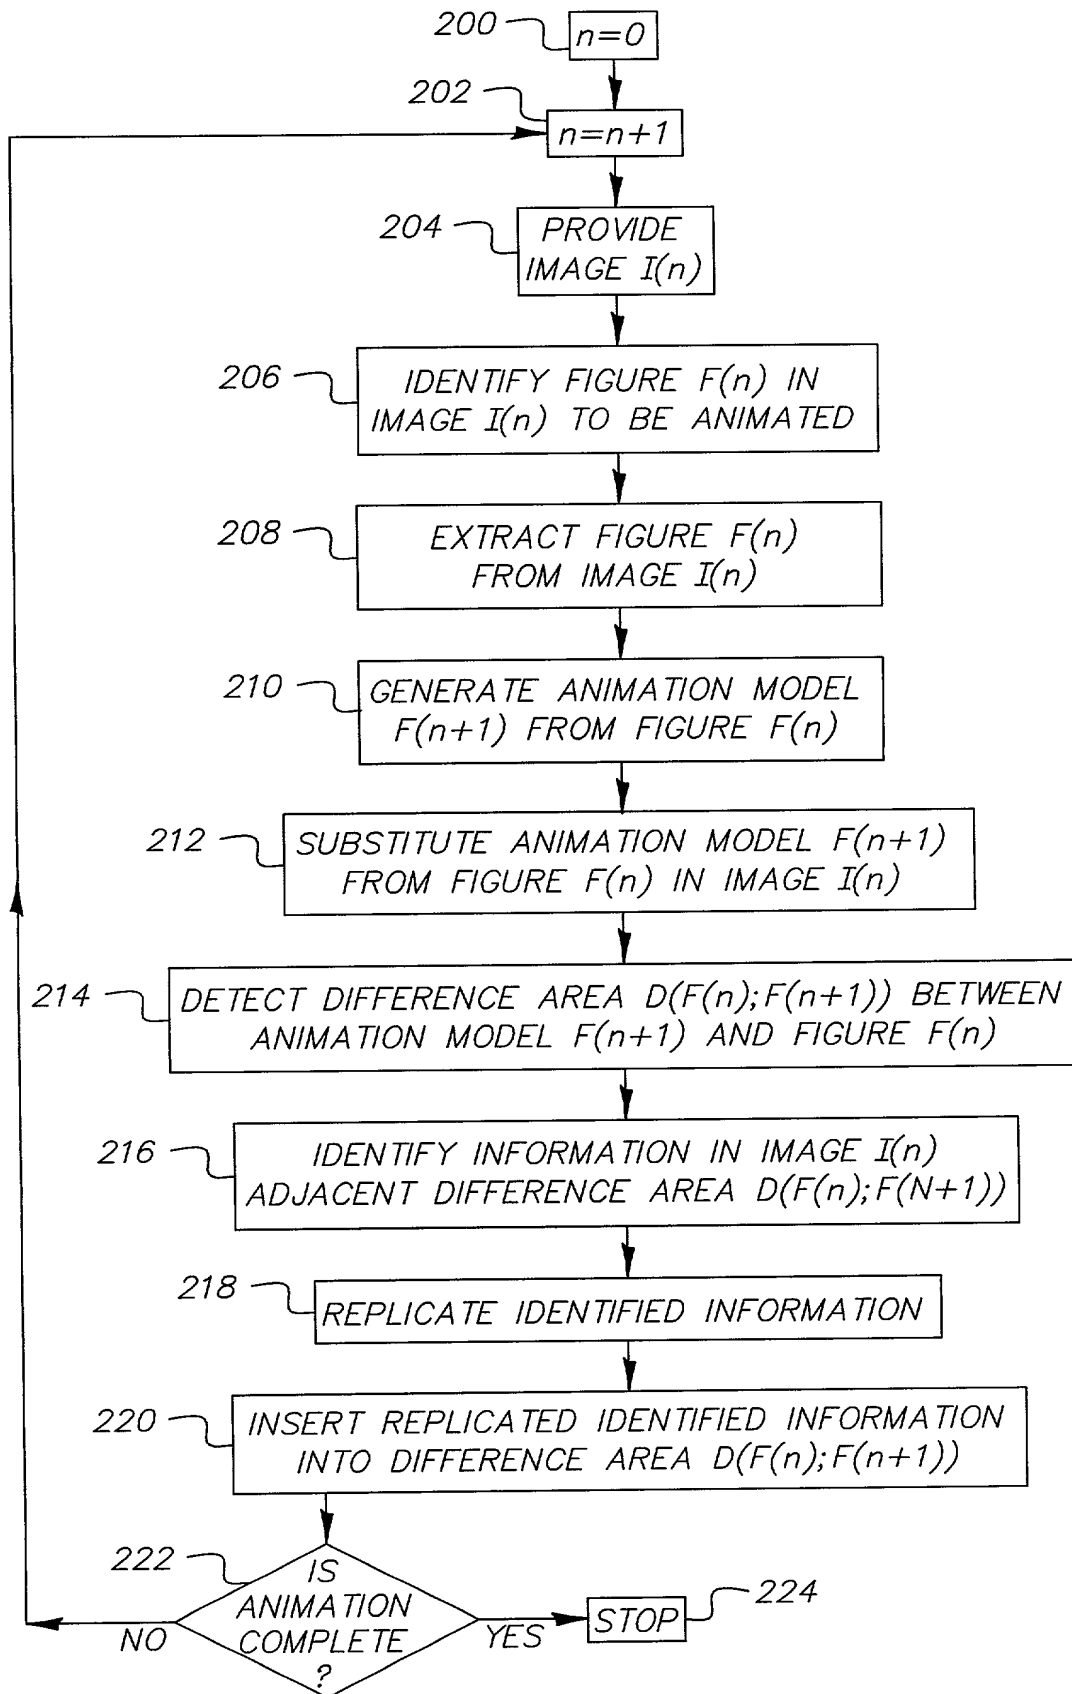 200
n=0
202
n=n+1
204
PROVIDE
IMAGE I(n)
206
IDENTIFY FIGURE F(n) IN
IMAGE I(n) TO BE ANIMATED
208
EXTRACT FIGURE F(n)
FROM IMAGE I(n)
210
GENERATE ANIMATION MODEL
F(n+1) FROM FIGURE F(n)
212
SUBSTITUTE ANIMATION MODEL F(n+1)
FROM FIGURE F(n) IN IMAGE I(n)
214
DETECT DIFFERENCE AREA D(F(n);F(n+1)) BETWEEN
ANIMATION MODEL F(n+1) AND FIGURE F(n)
216
IDENTIFY INFORMATION IN IMAGE I(n)
ADJACENT DIFFERENCE AREA D(F(n);F(N+1))
218
REPLICATE IDENTIFIED INFORMATION
220
INSERT REPLICATED IDENTIFIED INFORMATION
INTO DIFFERENCE AREA D(F(n);F(n+1))
222
IS
ANIMATION
COMPLETE
?
NO
YES
STOP
224